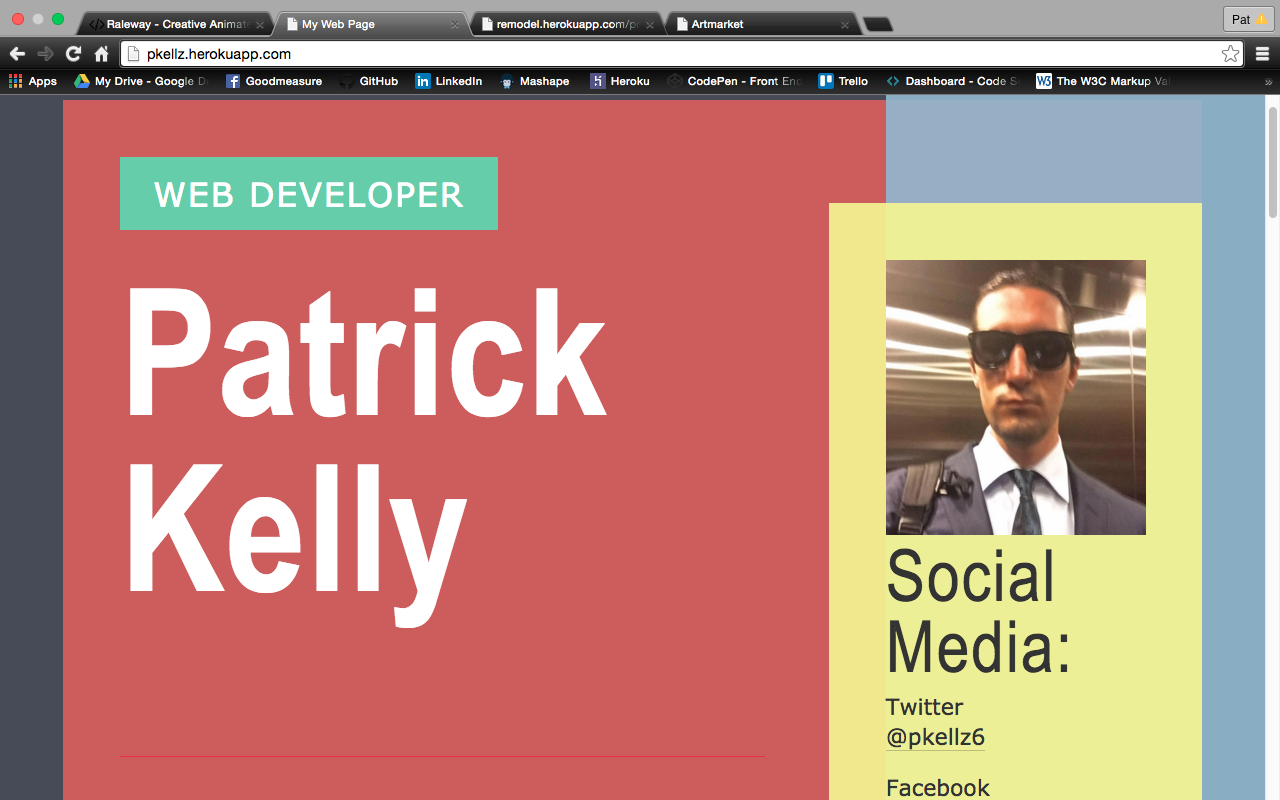 Raleway - Creative Animat
My Web Page
remodel.herokuapp.com/p
Artmarket
Pat
pkellz.herokuapp.com
Apps
My Drive - Google D
Goodmeasure
GitHub
LinkedIn
Mashape
Heroku
CodePen - Front En
Trello
Dashboard - Code S
The W3C Markup Val
WEB DEVELOPER
Patrick
Kelly
Social
Media:
Twitter
@pkellz6
Facebook